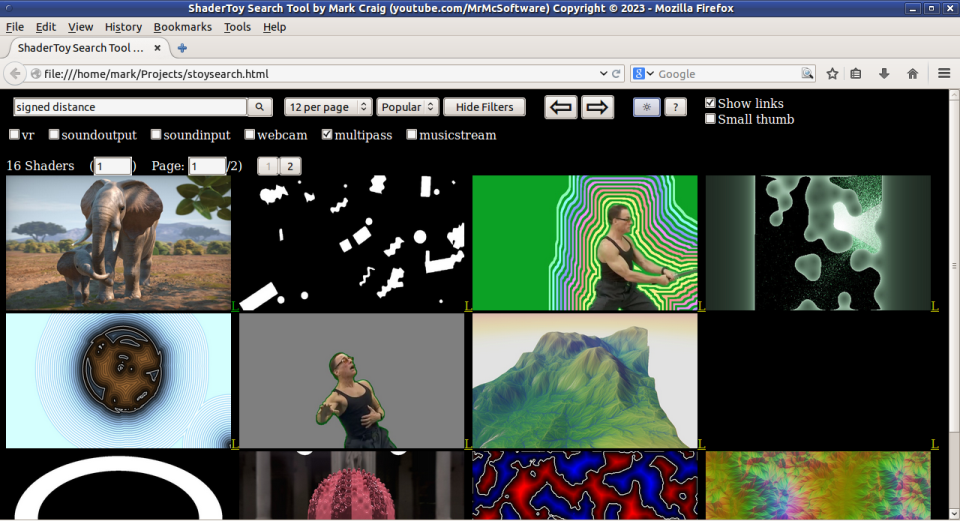 ShaderToy Search Tool by Mark Craig (youtube.com/MrMcSoftware) Copyright © 2023 - Mozilla Firefox
File Edit View History Bookmarks Tools Help
ShaderToy Search Tool ...
file:///home/mark/Projects/stoysearch.html
Google
signed distance
12 per page
Popular
Hide Filters
?
Show links
Small thumb
vr soundoutput soundinput webcam multipass musicstream
16 Shaders (1) Page: 1/2) 1 2
L L L L
L L L L